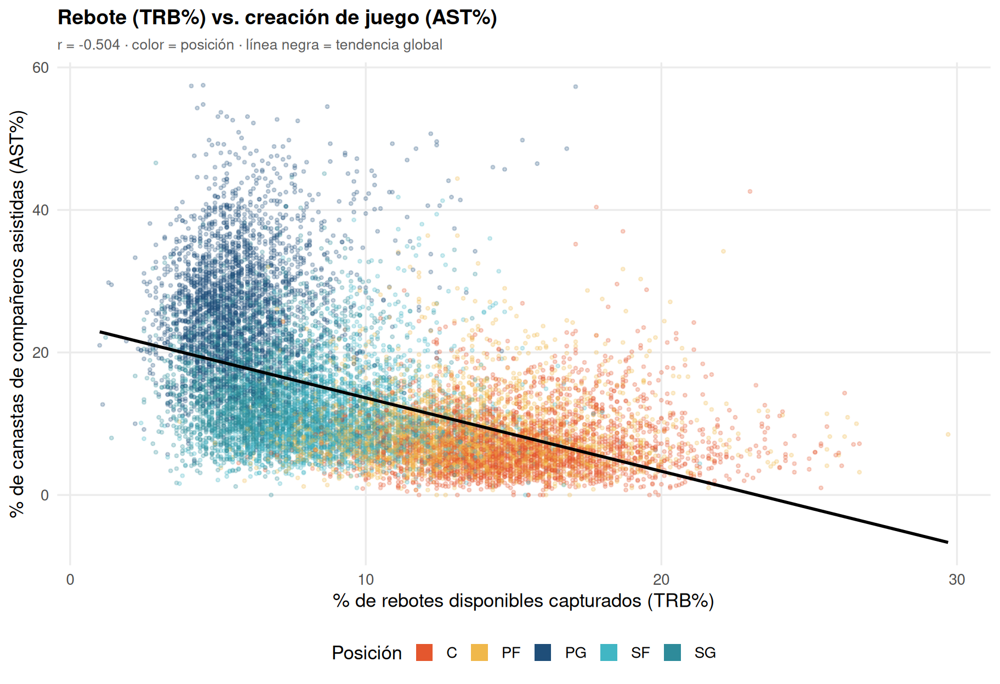 Rebote (TRB%) vs. creación de juego (AST%)
r = -0.504 · color = posición · línea negra = tendencia global
% de canastas de compañeros asistidas (AST%)
60
40
20
0
0 10 20 30
% de rebotes disponibles capturados (TRB%)
Posición C PF PG SF SG